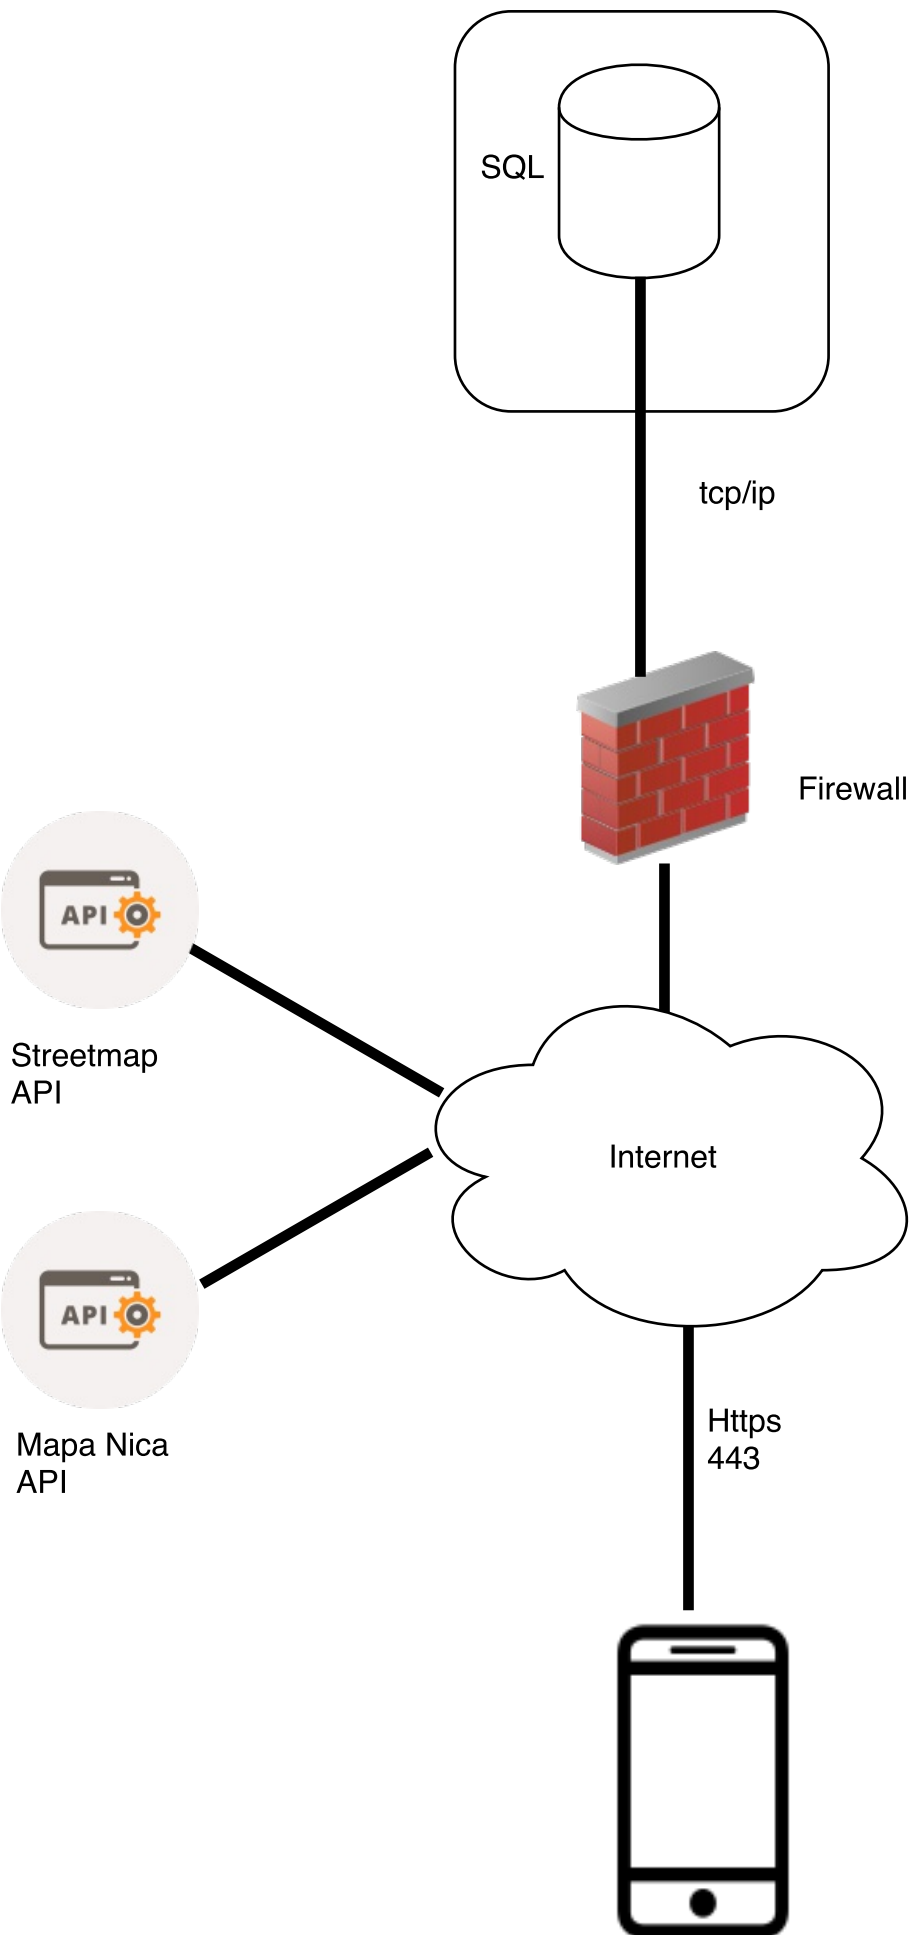 SQL
tcp/ip
Firewall
API
Streetmap
API
Internet
API
Mapa Nica
API
Https
443